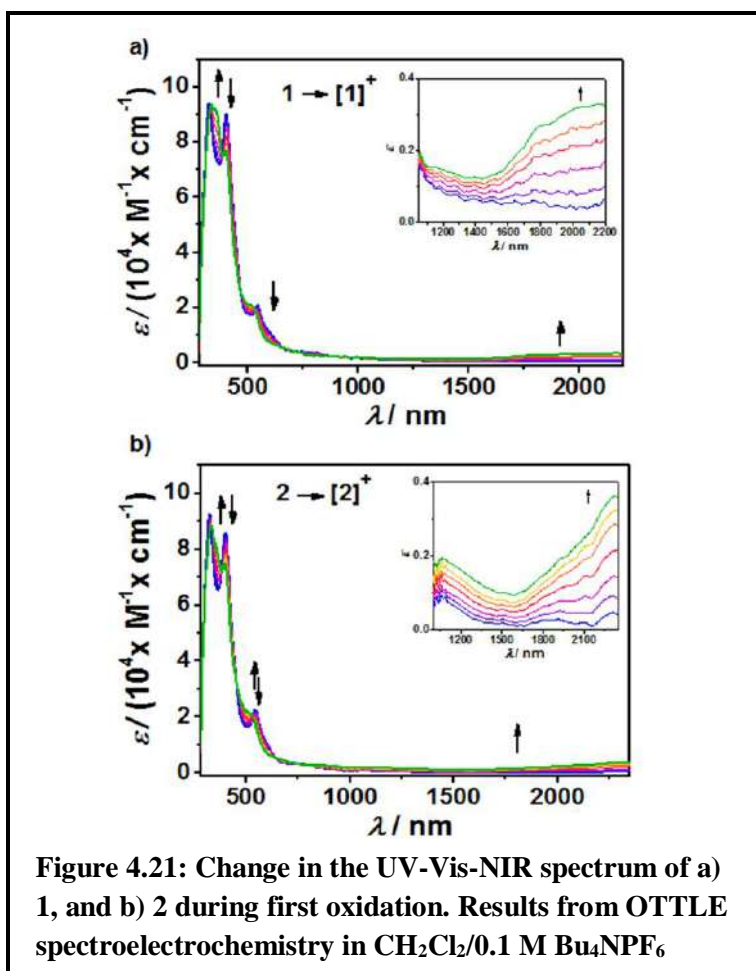 a)
1 → [1]⁺
ε / (10⁴ x M⁻¹ x cm⁻¹)
10
8
6
4
2
0
500 1000 1500 2000
λ / nm
ε
0.4
0.2
0.0
1200 1400 1600 1800 2000 2200
λ/ nm
b)
2 → [2]⁺
ε / (10⁴ x M⁻¹ x cm⁻¹)
10
8
6
4
2
0
500 1000 1500 2000
λ / nm
ε
0.4
0.2
0.0
1200 1500 1800 2100
λ/ nm
Figure 4.21: Change in the UV-Vis-NIR spectrum of a)
1, and b) 2 during first oxidation. Results from OTTLE
spectroelectrochemistry in CH₂Cl₂/0.1 M Bu₄NPF₆